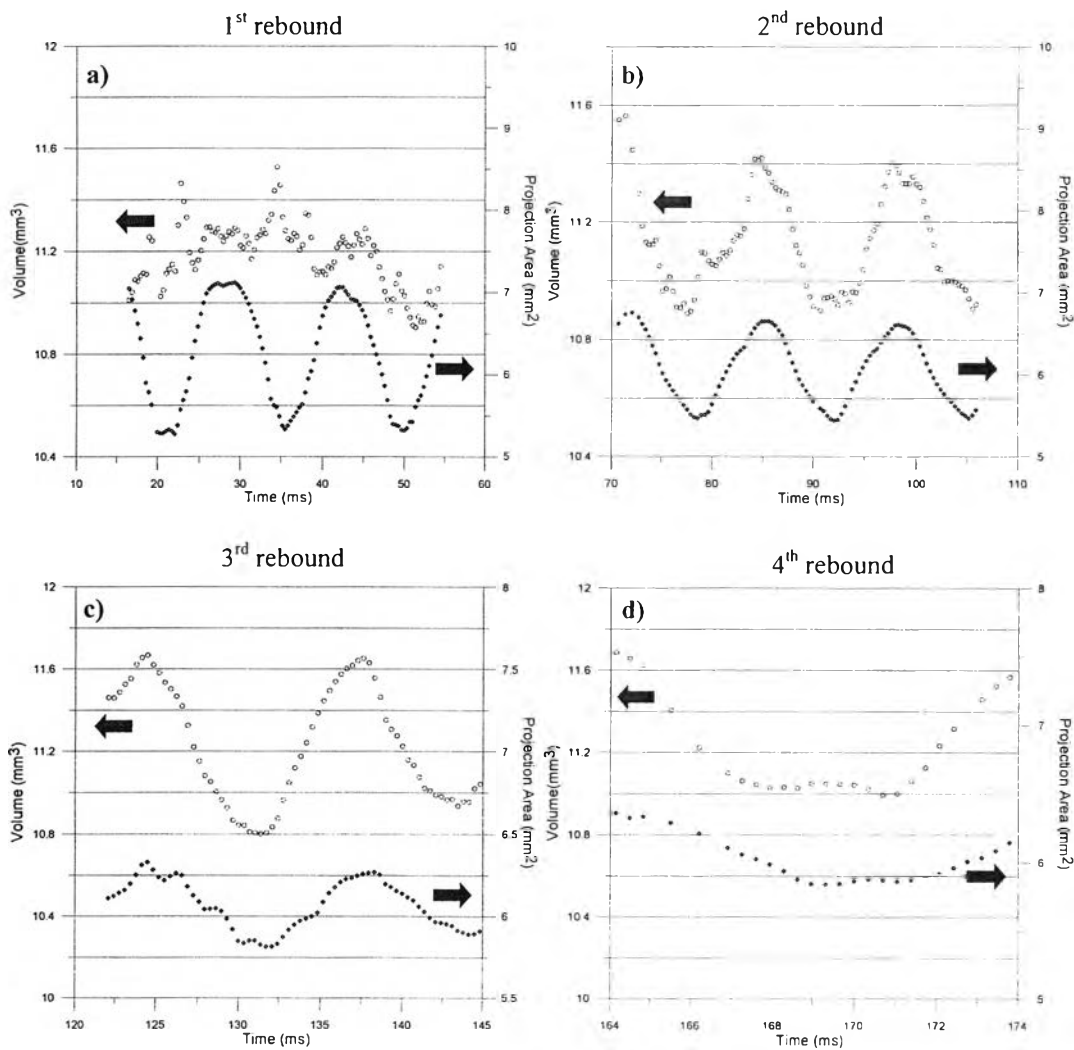 1st rebound
a)
12
11.6
11.2
10.8
10.4
Volume(mm3)
10
9
8
7
6
5
Projection Area (mm2)
10 20 30 40 50 60
Time (ms)
2nd rebound
b)
11.6
11.2
10.8
10.4
Volume (mm3)
10
9
8
7
6
5
Projection Area (mm2)
70 80 90 100 110
Time (ms)
3rd rebound
c)
12
11.6
11.2
10.8
10.4
10
Volume (mm3)
8
7.5
7
6.5
6
5.5
Projection Area (mm2)
120 125 130 135 140 145
Time (ms)
4th rebound
d)
12
11.6
11.2
10.8
10.4
10
Volume(mm3)
8
7
6
5
Projection Area (mm2)
164 166 168 170 172 174
Time (ms)